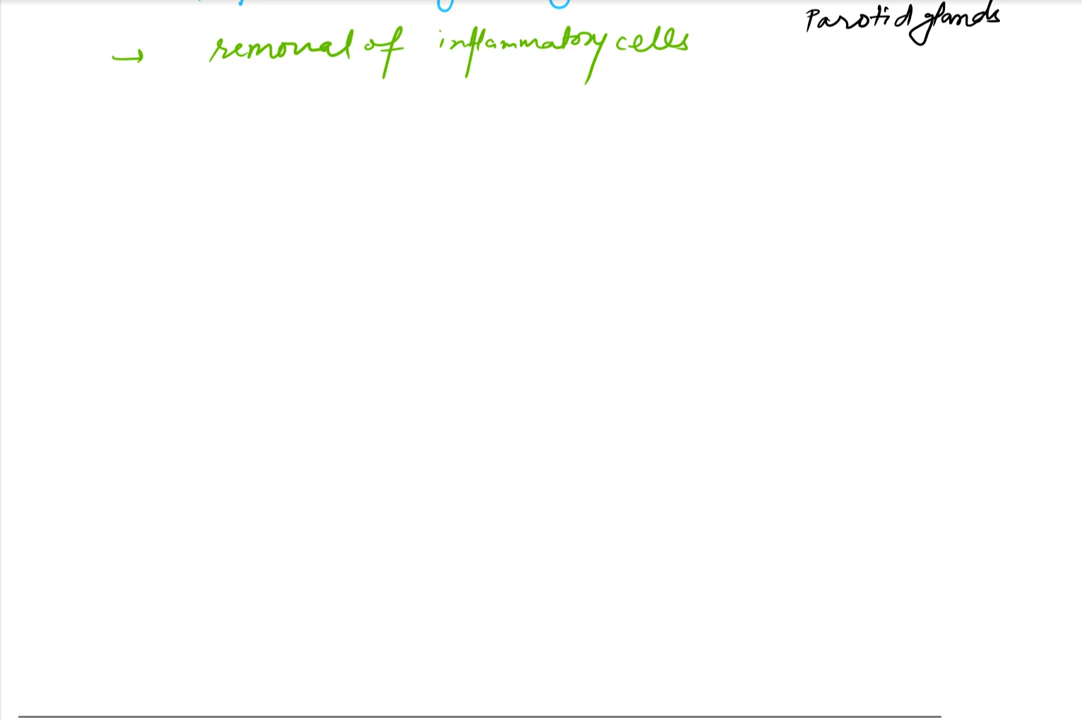 Parotid glands
→ removal of inflammatory cells